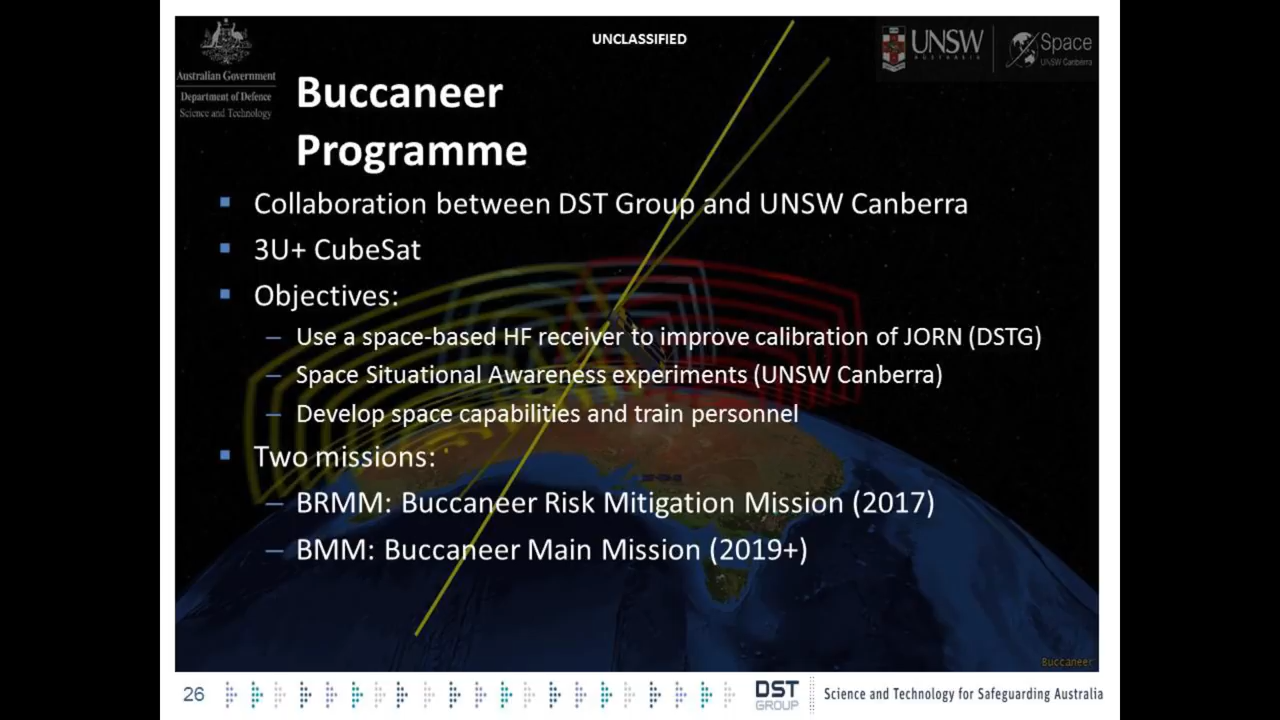 UNCLASSIFIED
Australian Government
Department of Defence
Science and Technology
UNSW
AUSTRALIA
Space
UNSW Canberra
Buccaneer
Programme
Collaboration between DST Group and UNSW Canberra
3U+ CubeSat
Objectives:
– Use a space-based HF receiver to improve calibration of JORN (DSTG)
– Space Situational Awareness experiments (UNSW Canberra)
– Develop space capabilities and train personnel
Two missions:
– BRMM: Buccaneer Risk Mitigation Mission (2017)
– BMM: Buccaneer Main Mission (2019+)
Buccaneer
26
DST
GROUP
Science and Technology for Safeguarding Australia